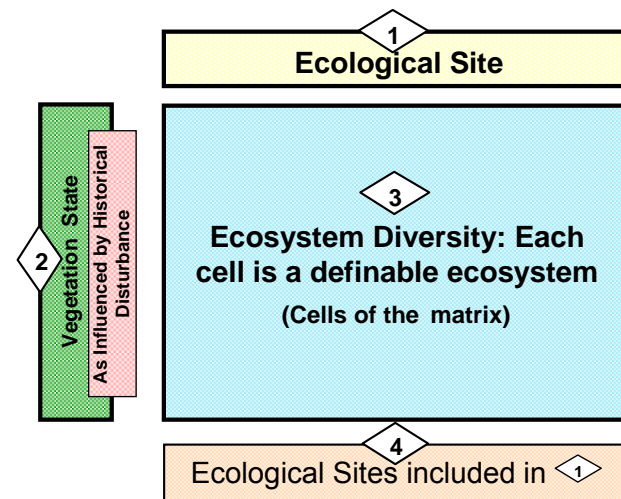 1
Ecological Site
2
Vegetation State
As Influenced by Historical
Disturbance
3
Ecosystem Diversity: Each
cell is a definable ecosystem
(Cells of the matrix)
4
Ecological Sites included in 1